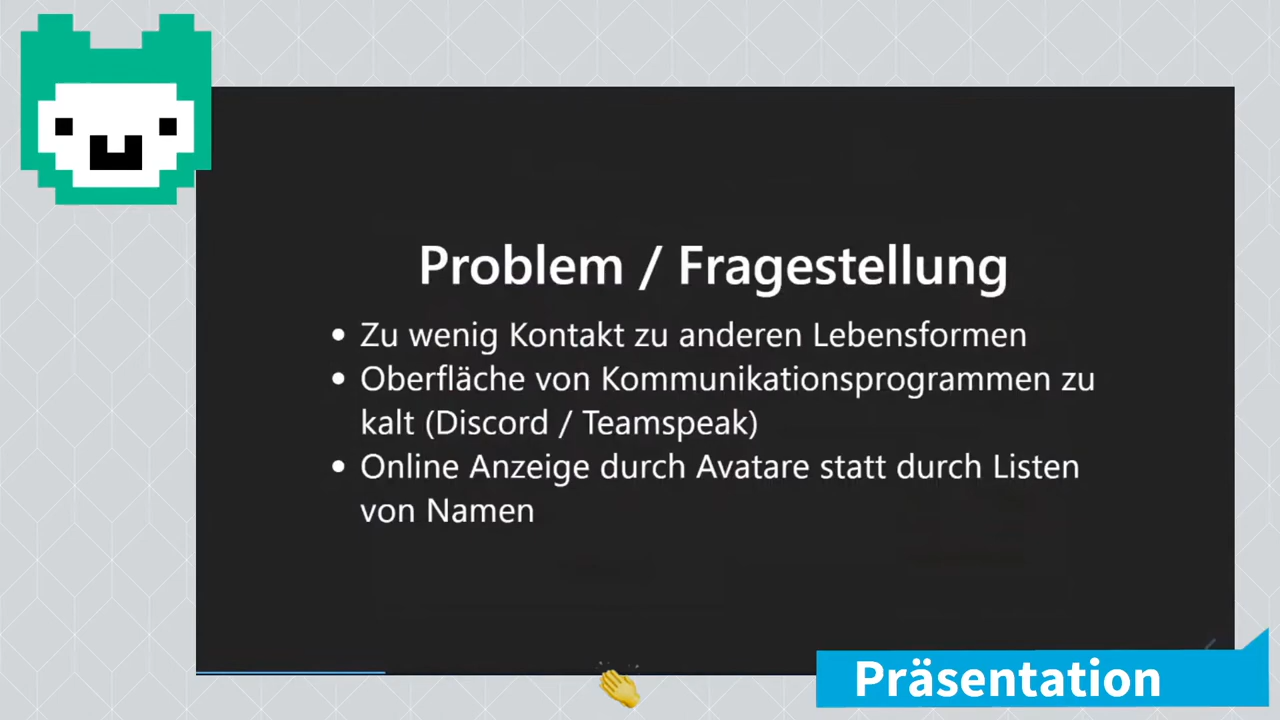 Problem / Fragestellung
• Zu wenig Kontakt zu anderen Lebensformen
• Oberfläche von Kommunikationsprogrammen zu
kalt (Discord / Teamspeak)
• Online Anzeige durch Avatare statt durch Listen
von Namen
Präsentation